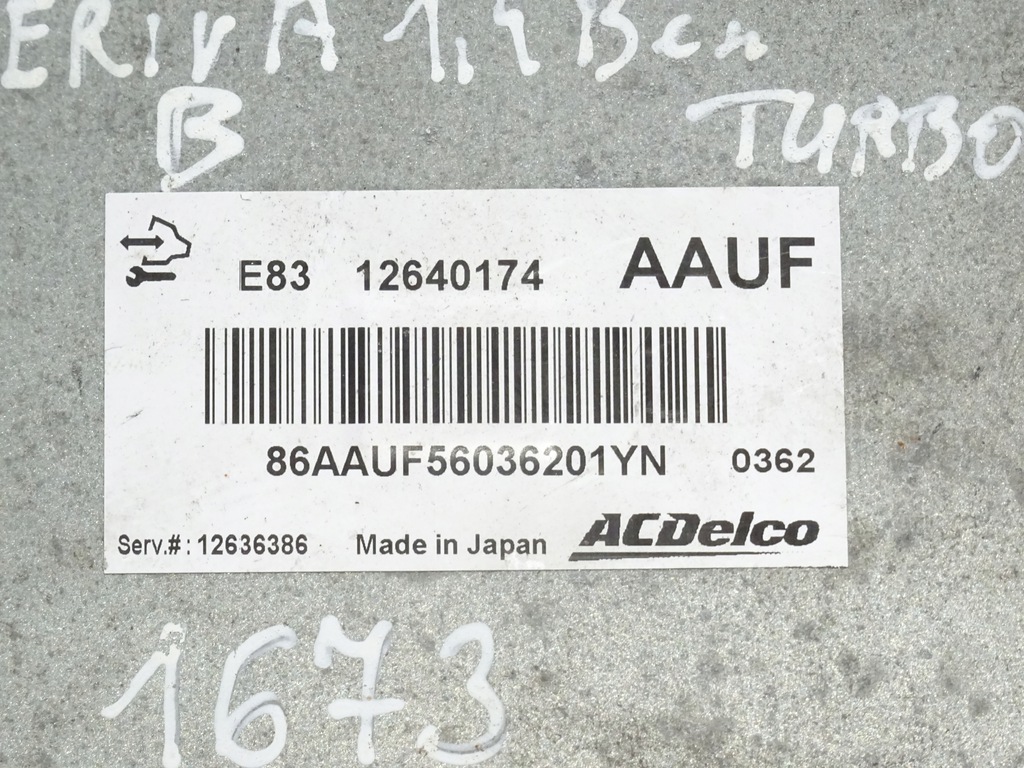 ERIVA 1,4 Ben
B TURBO
E83 12640174 AAUF
86AAUF56036201YN 0362
Serv.#: 12636386 Made in Japan ACDelco
1673